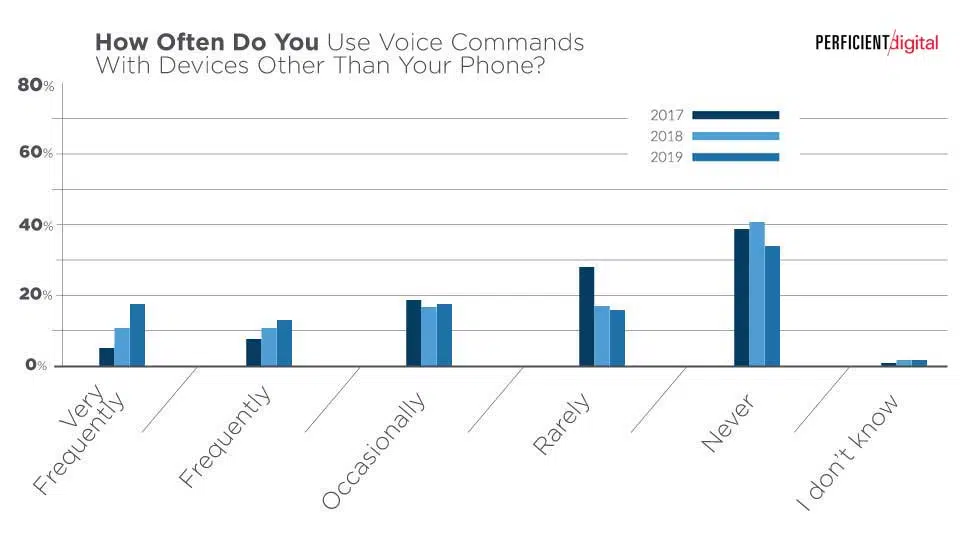 How Often Do You Use Voice Commands
With Devices Other Than Your Phone?
PERFICIENT/digital
80%
60%
40%
20%
0%
2017
2018
2019
Very
Frequently
Frequently
Occasionally
Rarely
Never
I don't know